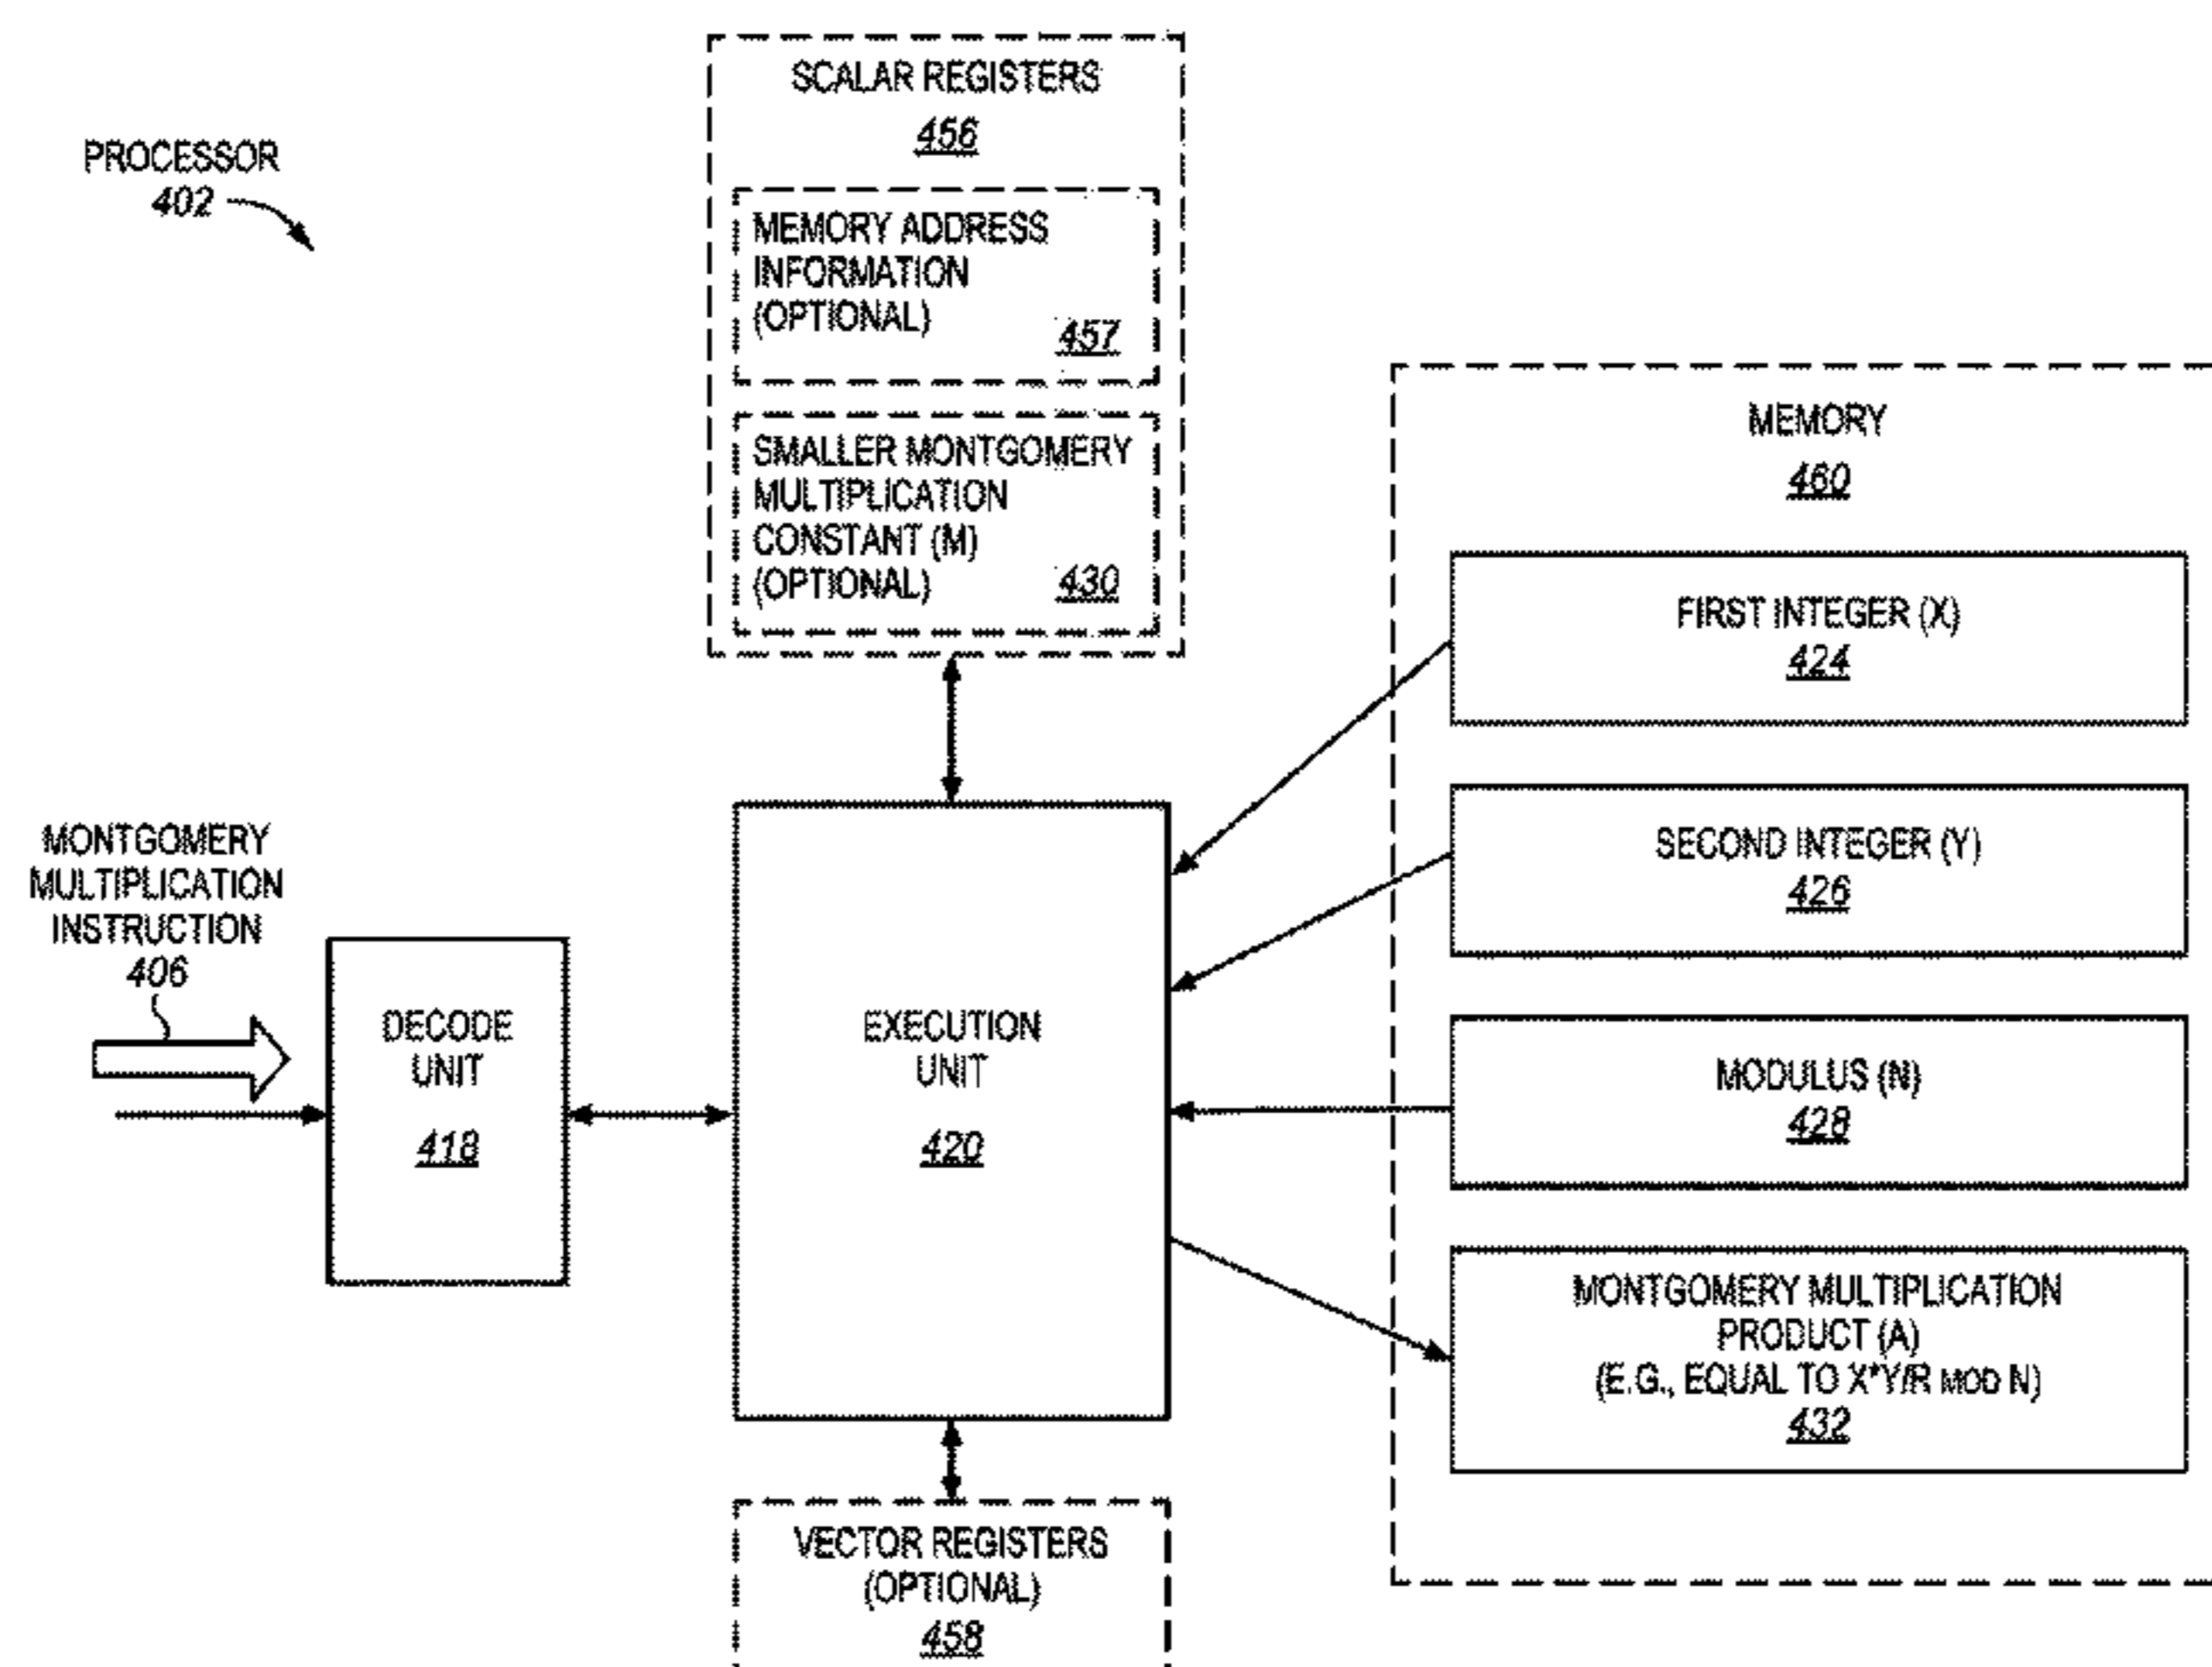 PROCESSOR
402
SCALAR REGISTERS
456
MEMORY ADDRESS
INFORMATION
(OPTIONAL)
457
SMALLER MONTGOMERY
MULTIPLICATION
CONSTANT (M)
(OPTIONAL)
430
MONTGOMERY
MULTIPLICATION
INSTRUCTION
406
DECODE
UNIT
418
EXECUTION
UNIT
420
VECTOR REGISTERS
(OPTIONAL)
458
MEMORY
460
FIRST INTEGER (X)
424
SECOND INTEGER (Y)
426
MODULUS (N)
428
MONTGOMERY MULTIPLICATION
PRODUCT (A)
(E.G., EQUAL TO X*Y/R MOD N)
432